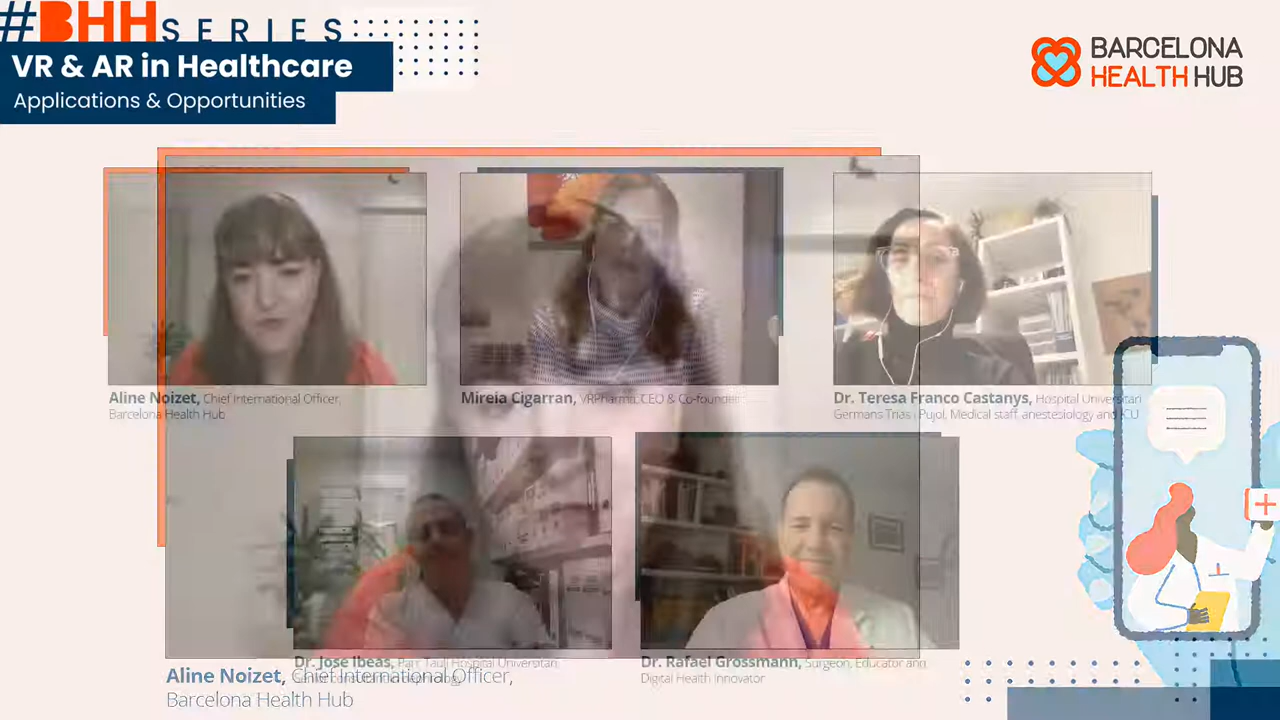 #BHH SERIES
VR & AR in Healthcare
Applications & Opportunities
BARCELONA
HEALTH HUB
Aline Noizet, Chief International Officer,
Barcelona Health Hub
Mireia Cigarran, VRPharma CEO & Co-founder
Dr. Teresa Franco Castanys, Hospital Universitari
Germans Trias i Pujol, Medical staff anestesiology and ICU
Dr. Jose Ibeas, Parc Taulí Hospital Universitari,
Dr. Rafael Grossmann, Surgeon, Educator and
Digital Health Innovator
Aline Noizet, Chief International Officer,
Barcelona Health Hub